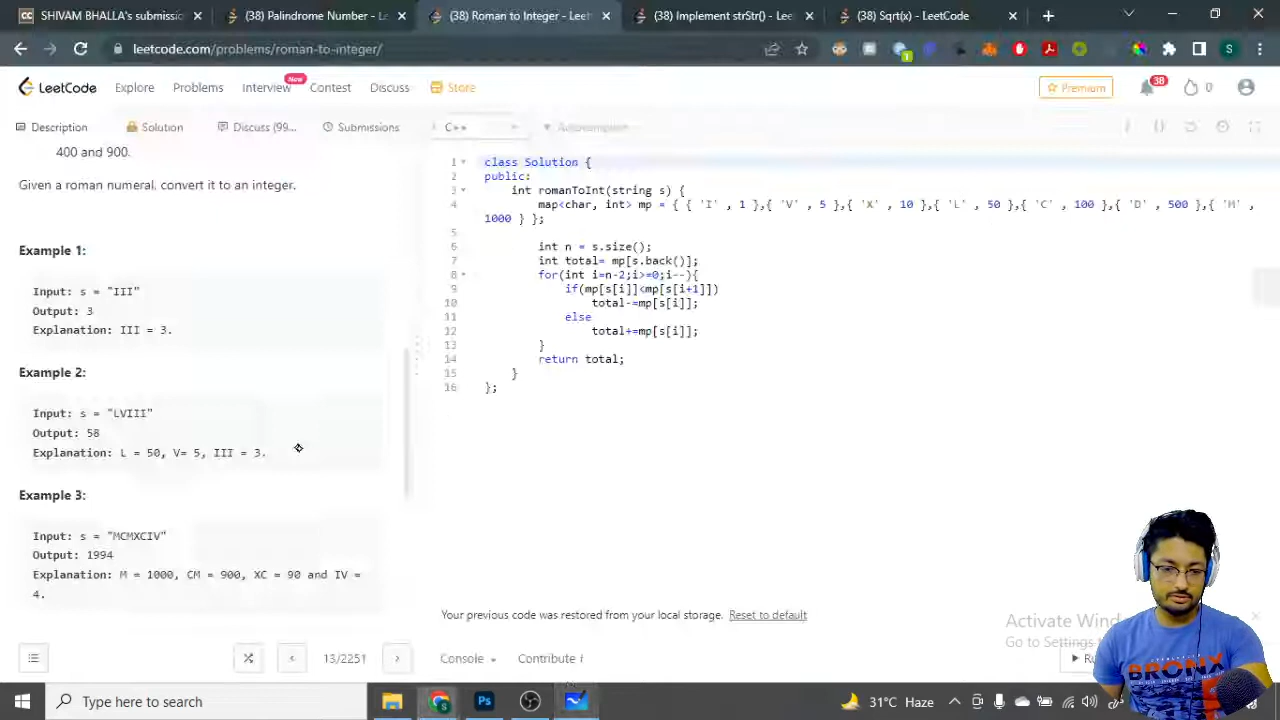 SHIVAM BHALLA's submissio
(38) Palindrome Number - Le
(38) Roman to Integer - Leet
(38) Implement strStr() - Lee
(38) Sqrt(x) - LeetCode
leetcode.com/problems/roman-to-integer/
1
S
LeetCode
Explore
Problems
Interview
New
Contest
Discuss
Store
Premium
38
0
Description
Solution
Discuss (99...
Submissions
C++
Autocomplete
400 and 900.
Given a roman numeral, convert it to an integer.
Example 1:
Input: s = "III"
Output: 3
Explanation: III = 3.
Example 2:
Input: s = "LVIII"
Output: 58
Explanation: L = 50, V= 5, III = 3.
Example 3:
Input: s = "MCMXCIV"
Output: 1994
Explanation: M = 1000, CM = 900, XC = 90 and IV =
4.
1 class Solution {
2 public:
3 int romanToInt(string s) {
4 map<char, int> mp = { { 'I' , 1 },{ 'V' , 5 },{ 'X' , 10 },{ 'L' , 50 },{ 'C' , 100 },{ 'D' , 500 },{ 'M' ,
1000 } };
5
6 int n = s.size();
7 int total= mp[s.back()];
8 for(int i=n-2;i>=0;i--){
9 if(mp[s[i]]<mp[s[i+1]])
10 total-=mp[s[i]];
11 else
12 total+=mp[s[i]];
13 }
14 return total;
15 }
16 };
Your previous code was restored from your local storage. Reset to default
Activate Wind
Go to Settings
13/2251
Console
Contribute i
Ru
BRONX
Type here to search
Ps
31°C Haze